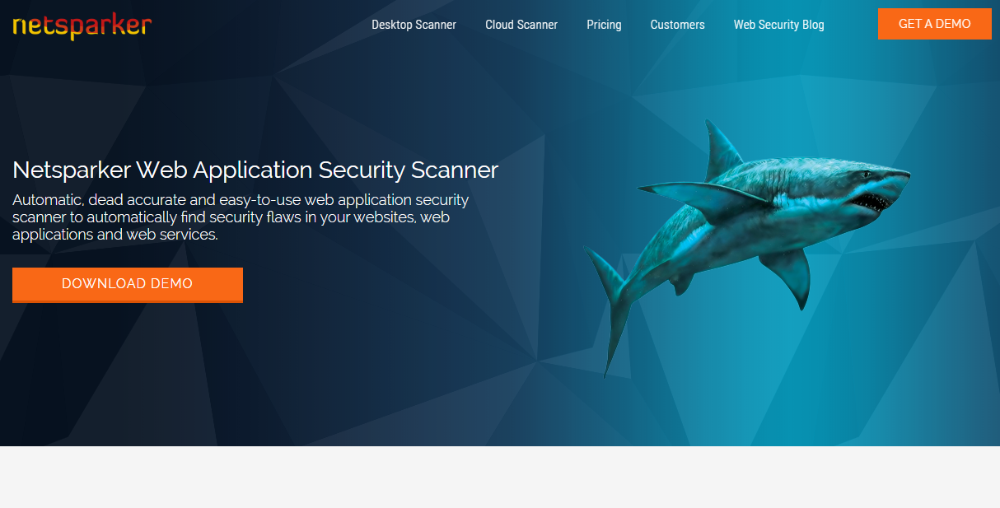 netsparker
Desktop Scanner
Cloud Scanner
Pricing
Customers
Web Security Blog
GET A DEMO
Netsparker Web Application Security Scanner
Automatic, dead accurate and easy-to-use web application security
scanner to automatically find security flaws in your websites, web
applications and web services.
DOWNLOAD DEMO